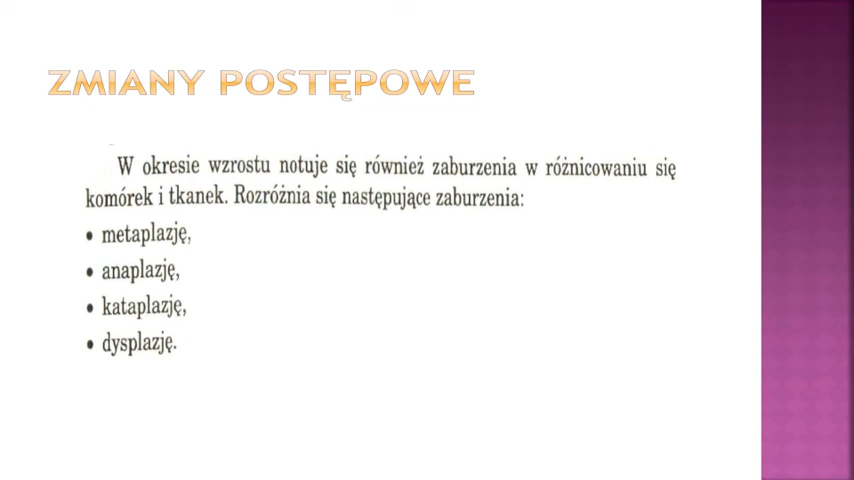 ZMIANY POSTĘPOWE
W okresie wzrostu notuje się również zaburzenia w różnicowaniu się
komórek i tkanek. Rozróżnia się następujące zaburzenia:
• metaplazję,
• anaplazję,
• kataplazję,
• dysplazję.